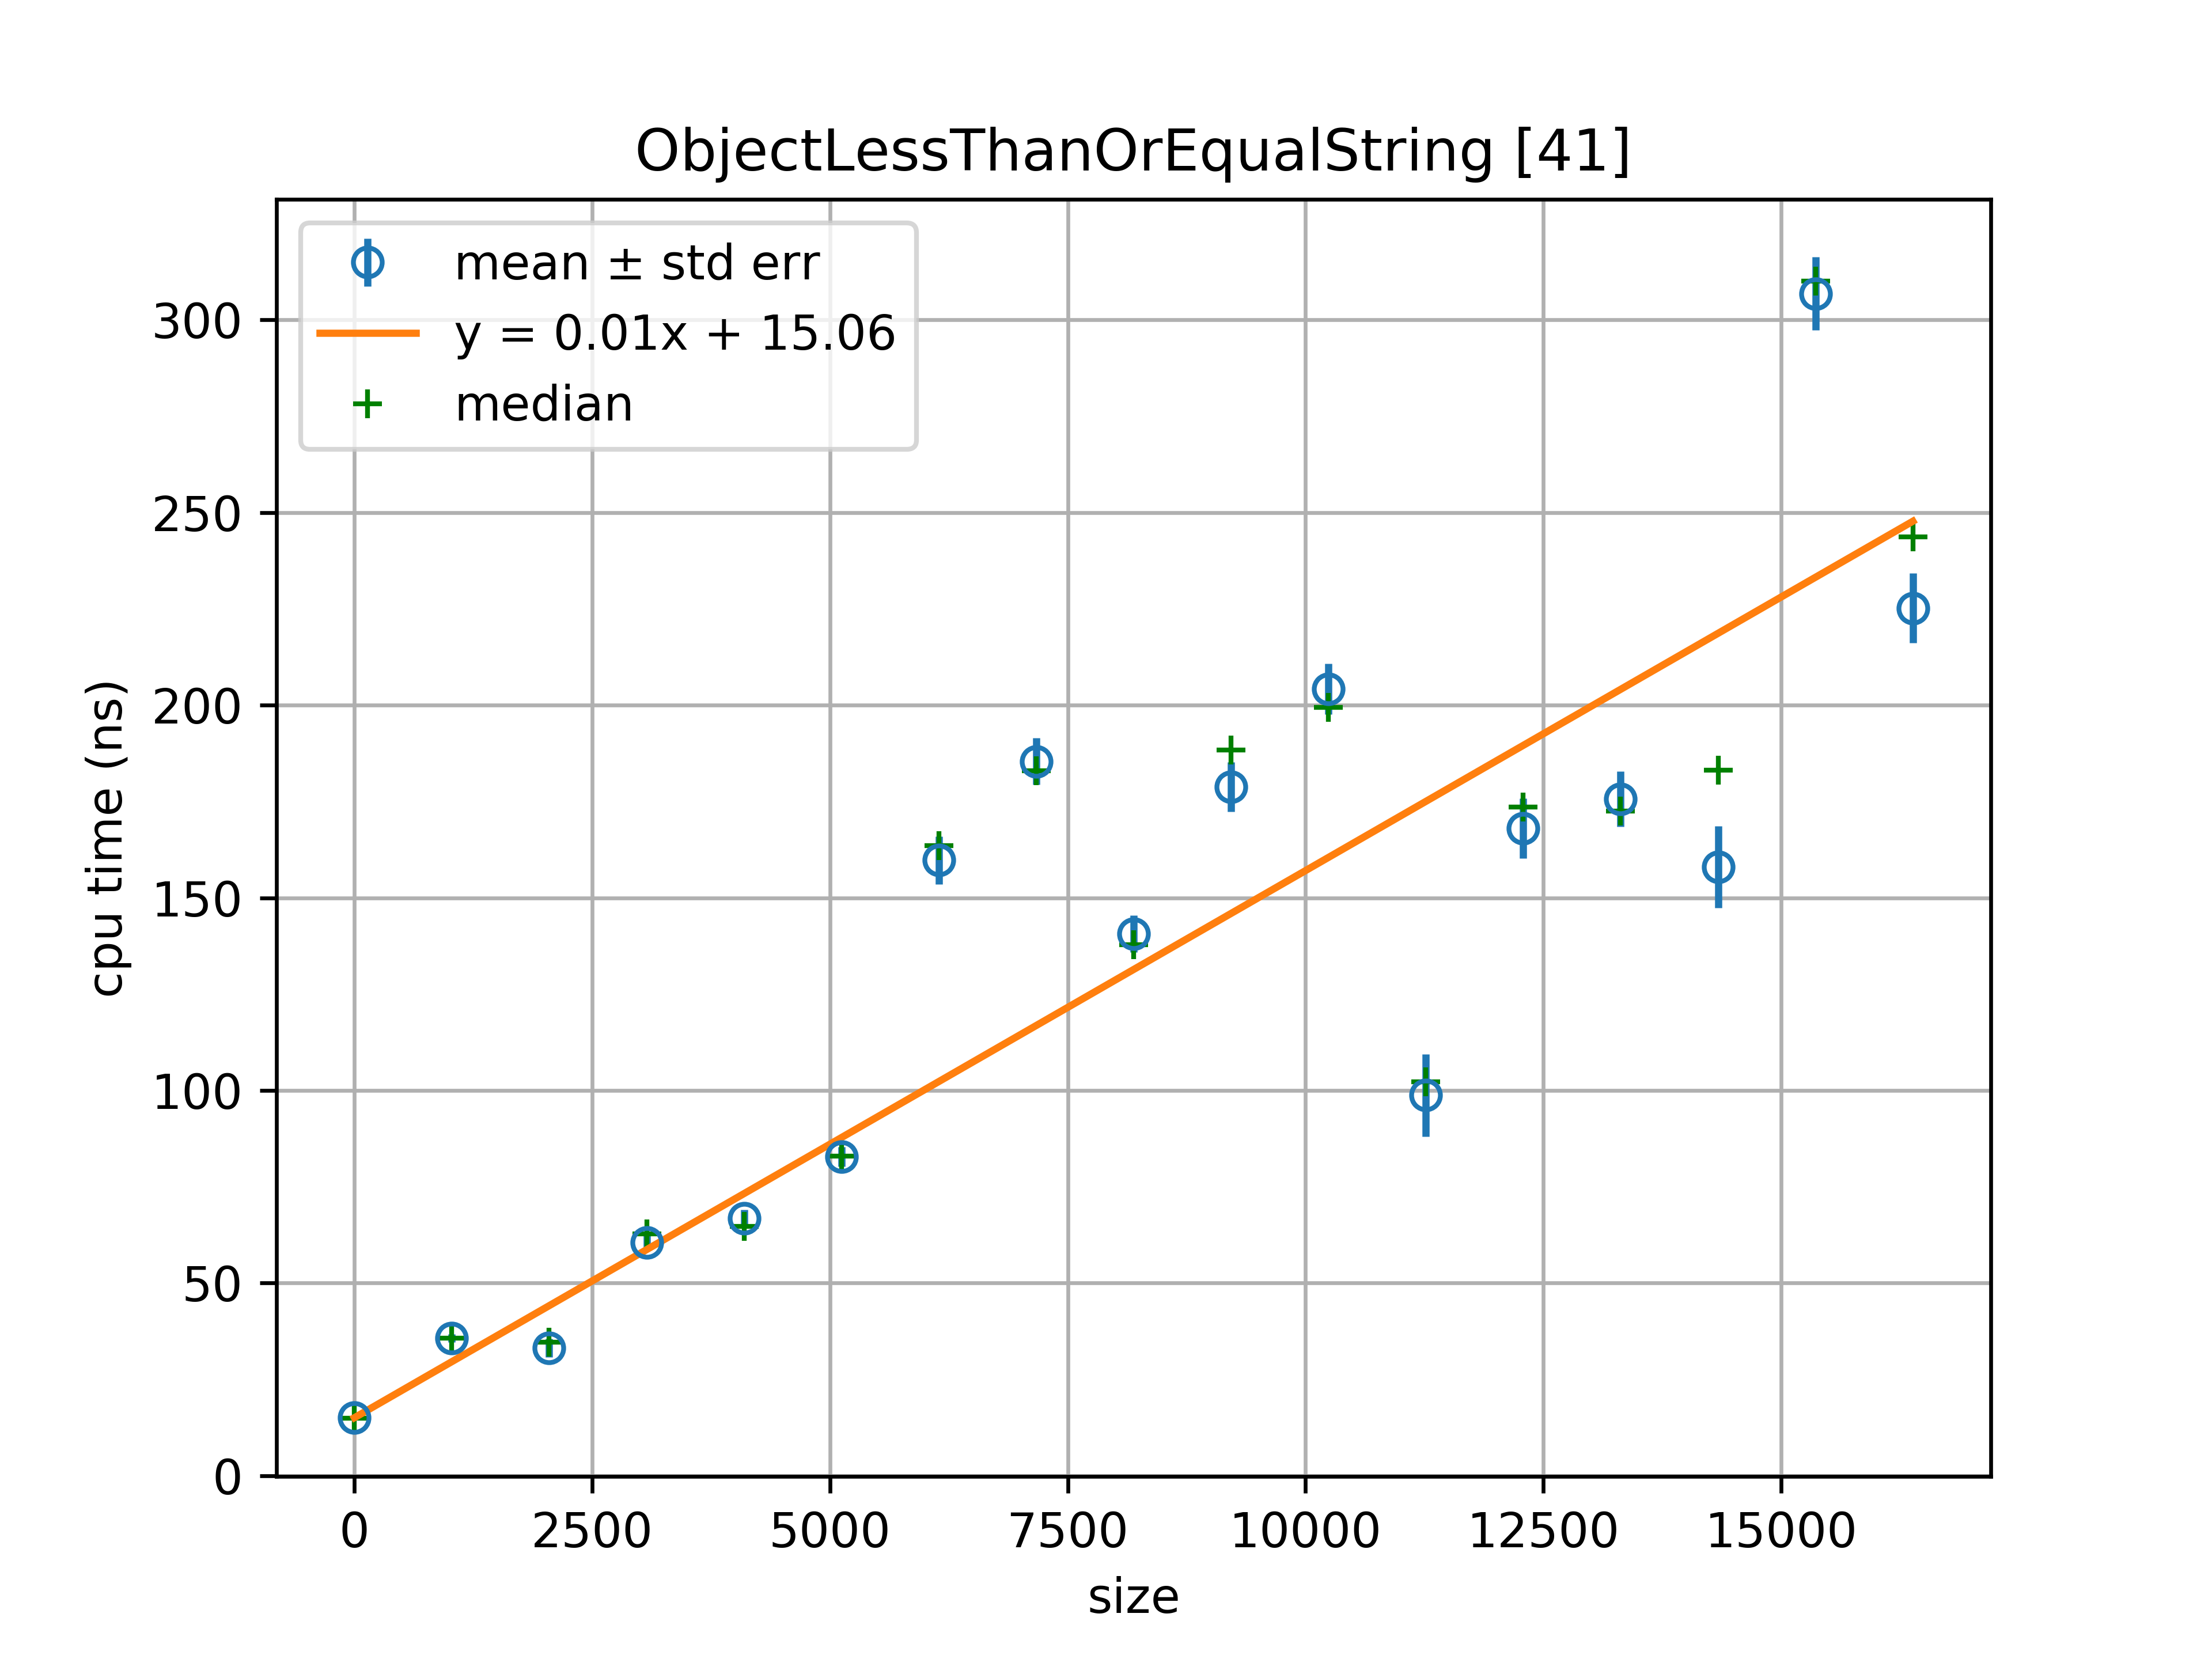 ObjectLessThanOrEqualString [41]
mean ± std err
y = 0.01x + 15.06
median
300
250
200
150
100
50
0
cpu time (ns)
0 2500 5000 7500 10000 12500 15000
size